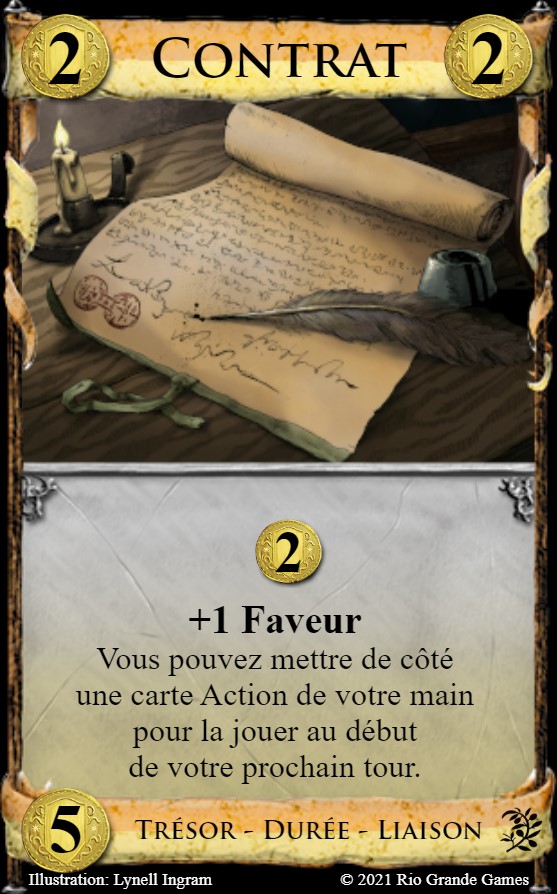 2 CONTRAT 2
2
+1 Faveur
Vous pouvez mettre de côté
une carte Action de votre main
pour la jouer au début
de votre prochain tour.
5 TRÉSOR - DURÉE - LIAISON
Illustration: Lynell Ingram © 2021 Rio Grande Games